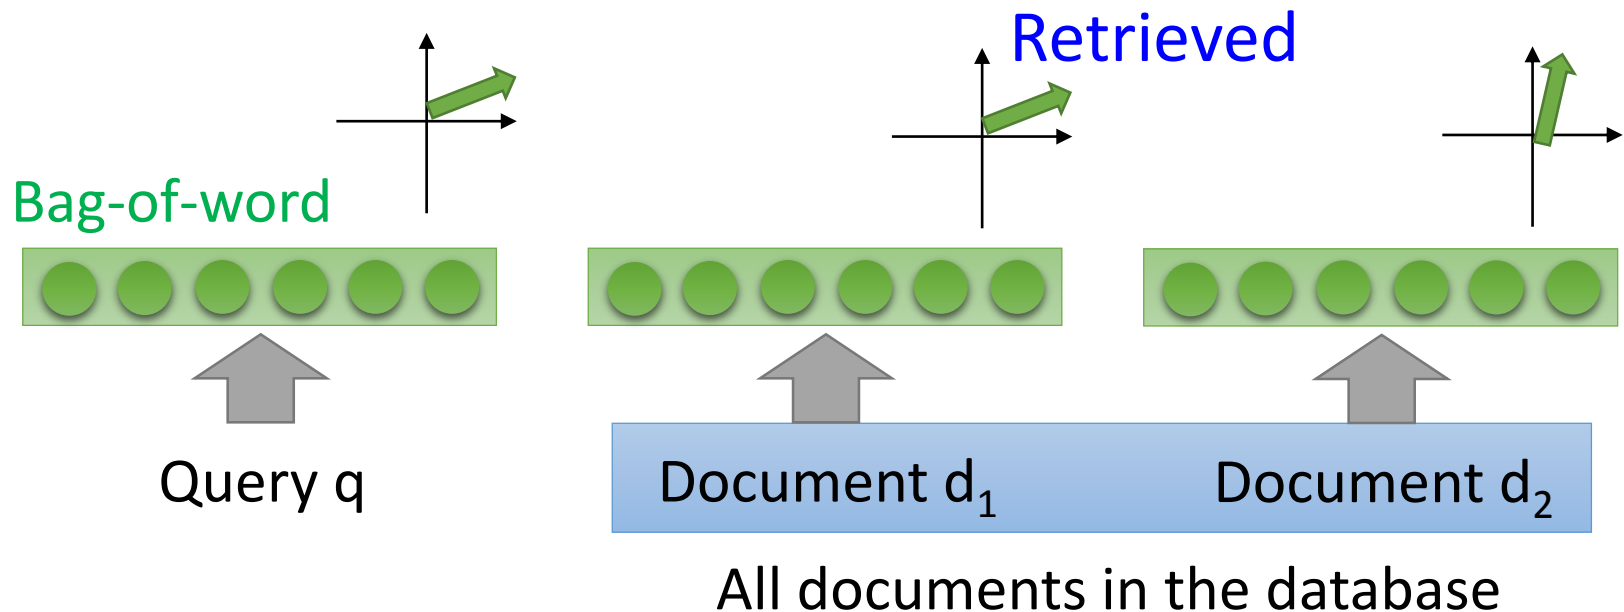 Retrieved
Bag-of-word
Query q
Document d₁
Document d₂
All documents in the database